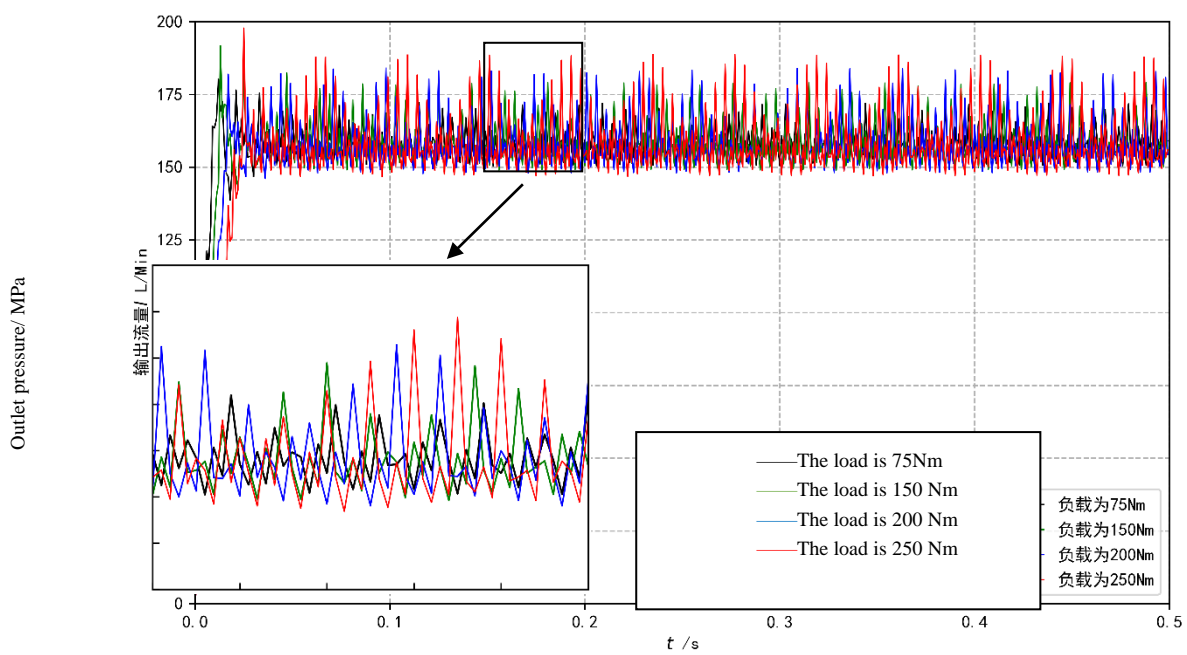 200
175
150
125
0
0.0
0.1
0.2
0.3
0.4
0.5
t /s
Outlet pressure/ MPa
输出流量/ L/Min
The load is 75Nm
The load is 150 Nm
The load is 200 Nm
The load is 250 Nm
负载为75Nm
负载为150Nm
负载为200Nm
负载为250Nm